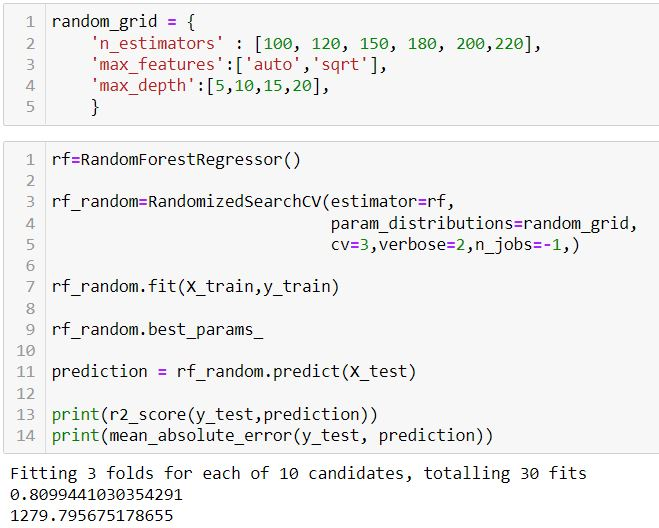 1 random_grid = {
2     'n_estimators' : [100, 120, 150, 180, 200,220],
3     'max_features':['auto','sqrt'],
4     'max_depth':[5,10,15,20],
5     }
1 rf=RandomForestRegressor()
2
3 rf_random=RandomizedSearchCV(estimator=rf,
4                              param_distributions=random_grid,
5                              cv=3,verbose=2,n_jobs=-1,)
6
7 rf_random.fit(X_train,y_train)
8
9 rf_random.best_params_
10
11 prediction = rf_random.predict(X_test)
12
13 print(r2_score(y_test,prediction))
14 print(mean_absolute_error(y_test, prediction))
Fitting 3 folds for each of 10 candidates, totalling 30 fits
0.8099441030354291
1279.795675178655